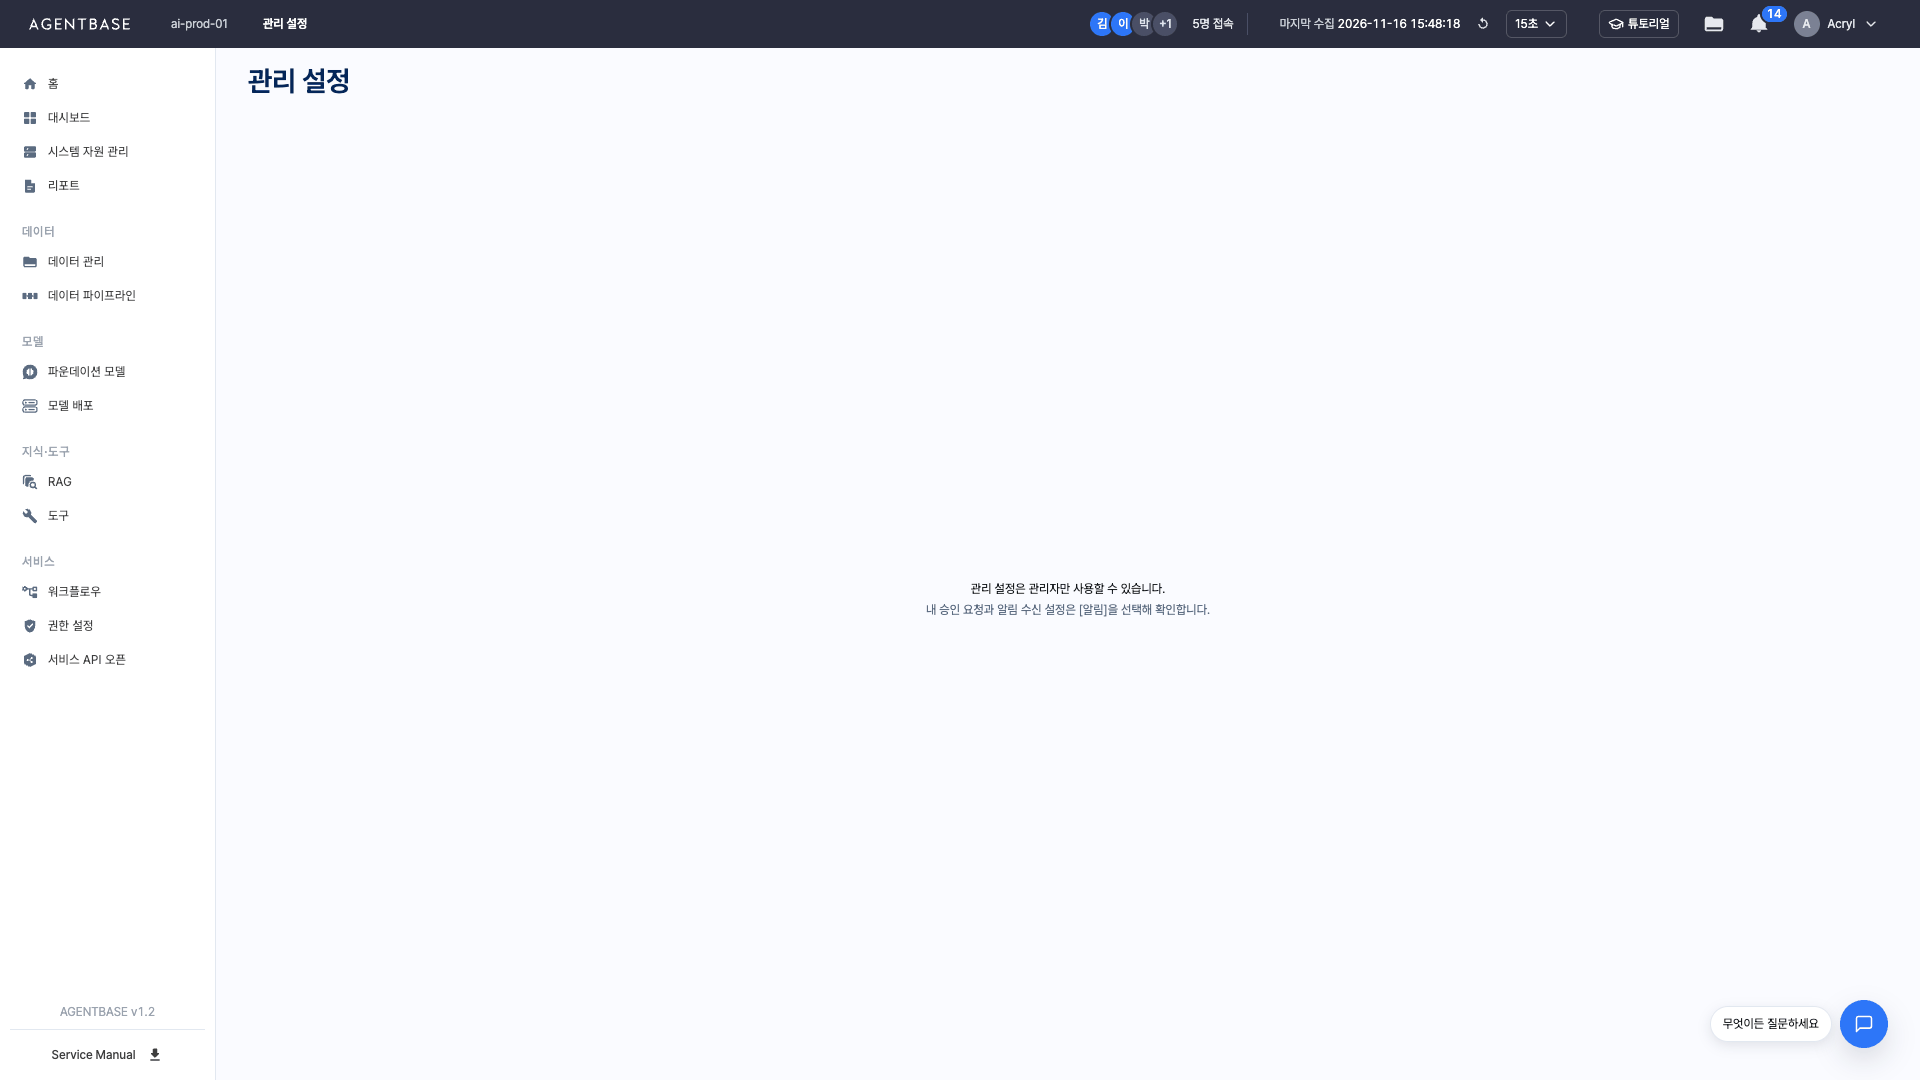 AGENTBASE
ai-prod-01
관리 설정
김
이
박
+1
5명 접속
마지막 수집 2026-11-16 15:48:18
15초
튜토리얼
14
A
Acryl
홈
대시보드
시스템 자원 관리
리포트
데이터
데이터 관리
데이터 파이프라인
모델
파운데이션 모델
모델 배포
지식·도구
RAG
도구
서비스
워크플로우
권한 설정
서비스 API 오픈
AGENTBASE v1.2
Service Manual
관리 설정
관리 설정은 관리자만 사용할 수 있습니다.
내 승인 요청과 알림 수신 설정은 [알림]을 선택해 확인합니다.
무엇이든 질문하세요